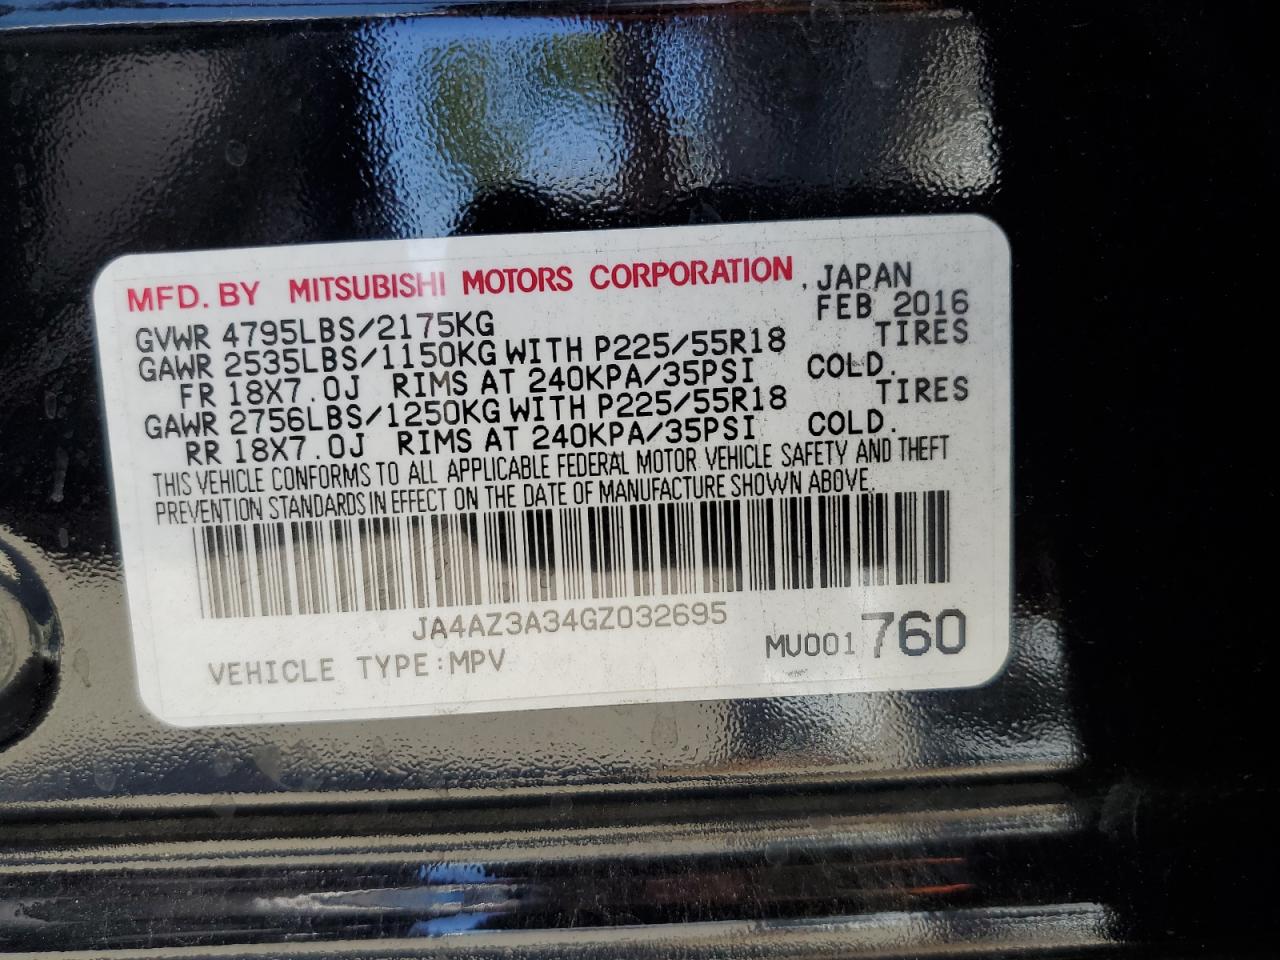 MFD. BY MITSUBISHI MOTORS CORPORATION, JAPAN
FEB 2016
GVWR 4795LBS/2175KG
GAWR 2535LBS/1150KG WITH P225/55R18 TIRES
FR 18X7.0J RIMS AT 240KPA/35PSI COLD.
GAWR 2756LBS/1250KG WITH P225/55R18 TIRES
RR 18X7.0J RIMS AT 240KPA/35PSI COLD.
THIS VEHICLE CONFORMS TO ALL APPLICABLE FEDERAL MOTOR VEHICLE SAFETY AND THEFT
PREVENTION STANDARDS IN EFFECT ON THE DATE OF MANUFACTURE SHOWN ABOVE.
JA4AZ3A34GZ032695
VEHICLE TYPE:MPV
MU001760